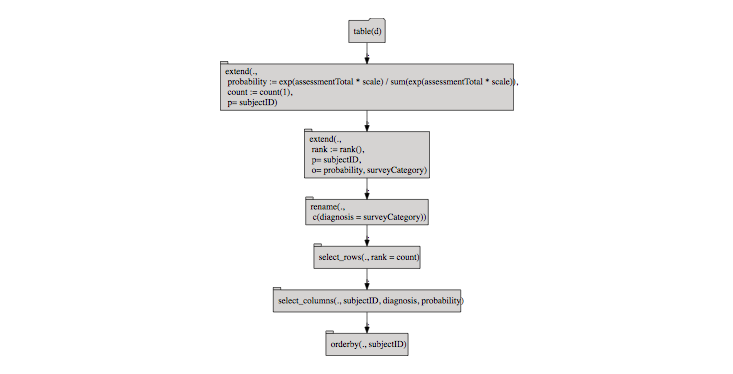 table(d)
extend(.,
probability := exp(assessmentTotal * scale) / sum(exp(assessmentTotal * scale)),
count := count(1),
p= subjectID)
extend(.,
rank := rank(),
p= subjectID,
o= probability, surveyCategory)
rename(.,
c(diagnosis = surveyCategory))
select_rows(., rank = count)
select_columns(., subjectID, diagnosis, probability)
orderby(., subjectID)